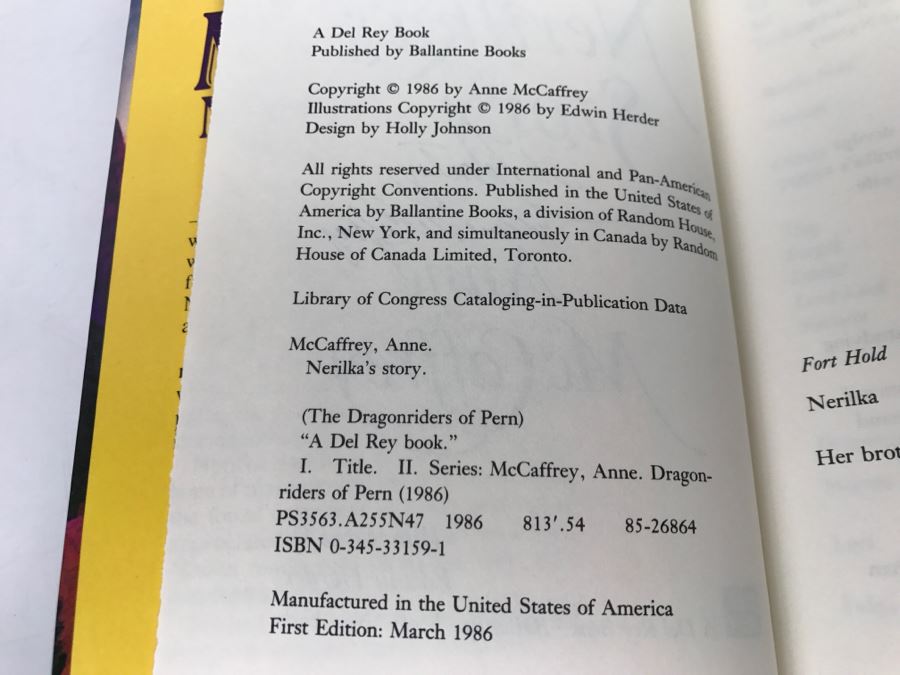 A Del Rey Book
Published by Ballantine Books
Copyright © 1986 by Anne McCaffrey
Illustrations Copyright © 1986 by Edwin Herder
Design by Holly Johnson
All rights reserved under International and Pan-American
Copyright Conventions. Published in the United States of
America by Ballantine Books, a division of Random House,
Inc., New York, and simultaneously in Canada by Random
House of Canada Limited, Toronto.
Library of Congress Cataloging-in-Publication Data
McCaffrey, Anne.
Nerilka's story.
(The Dragonriders of Pern)
"A Del Rey book."
I. Title. II. Series: McCaffrey, Anne. Dragon-
riders of Pern (1986)
PS3563.A255N47 1986 813'.54 85-26864
ISBN 0-345-33159-1
Manufactured in the United States of America
First Edition: March 1986
Fort Hold
Nerilka
Her brot